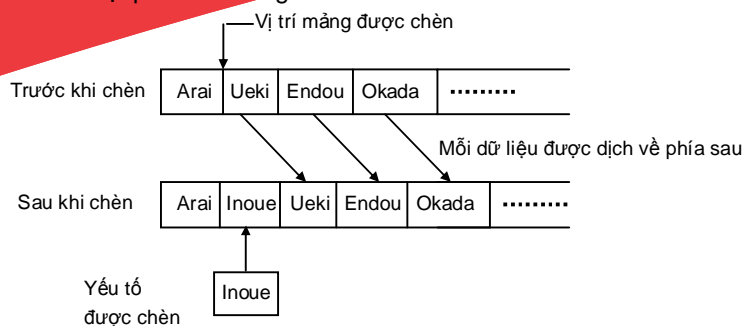 Vị trí mảng được chèn
Trước khi chèn Arai Ueki Endou Okada ·········
Mỗi dữ liệu được dịch về phía sau
Sau khi chèn Arai Inoue Ueki Endou Okada ·········
Yếu tố
được chèn
Inoue